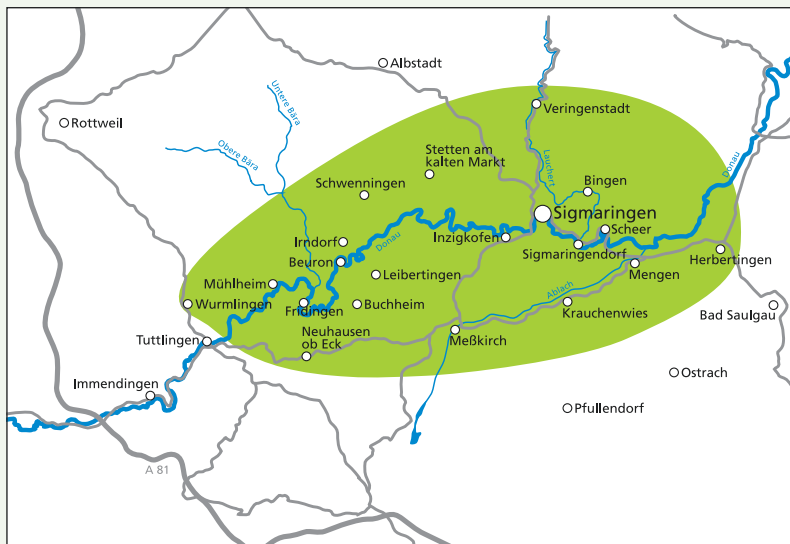 Albstadt
Untere Bära
Veringenstadt
Rottweil
Obere Bära
Stetten am
kalten Markt
Lauchert
Donau
Bingen
Schwenningen
Sigmaringen
Scheer
Irndorf
Donau
Inzigkofen
Beuron
Sigmaringendorf
Herbertingen
Leibertingen
Mengen
Mühlheim
Ablach
Wurmlingen
Fridingen
Buchheim
Krauchenwies
Bad Saulgau
Tuttlingen
Neuhausen
ob Eck
Meßkirch
Immendingen
Ostrach
Pfullendorf
A 81